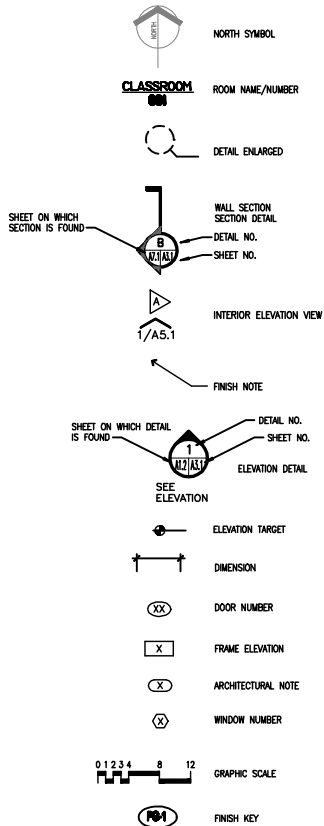 NORTH
NORTH SYMBOL
CLASSROOM
001
ROOM NAME/NUMBER
DETAIL ENLARGED
WALL SECTION
SECTION DETAIL
SHEET ON WHICH
SECTION IS FOUND
DETAIL NO.
B
A7.1 A3.1
SHEET NO.
A
1/A5.1
INTERIOR ELEVATION VIEW
FINISH NOTE
DETAIL NO.
SHEET ON WHICH DETAIL
IS FOUND
SHEET NO.
1
A1.2 A3.1
ELEVATION DETAIL
SEE
ELEVATION
ELEVATION TARGET
DIMENSION
XX
DOOR NUMBER
X
FRAME ELEVATION
X
ARCHITECTURAL NOTE
X
WINDOW NUMBER
0 1 2 3 4 8 12
GRAPHIC SCALE
PG-1
FINISH KEY